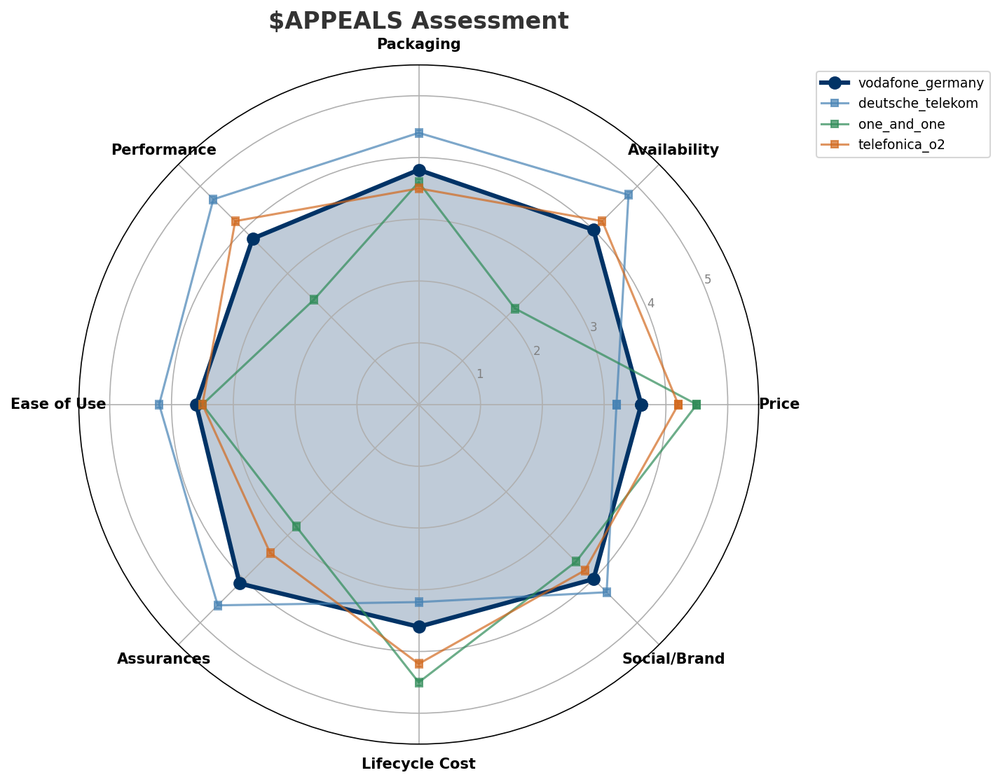 $APPEALS Assessment
Packaging
vodafone_germany
deutsche_telekom
one_and_one
telefonica_o2
Performance
Availability
5
4
3
2
1
Ease of Use
Price
Assurances
Social/Brand
Lifecycle Cost